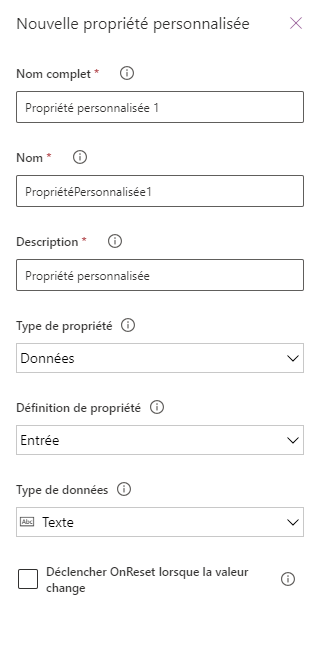 Nouvelle propriété personnalisée
Nom complet *
Propriété personnalisée 1
Nom *
PropriétéPersonnalisée1
Description *
Propriété personnalisée
Type de propriété
Données
Définition de propriété
Entrée
Type de données
Abc Texte
Déclencher OnReset lorsque la valeur
change